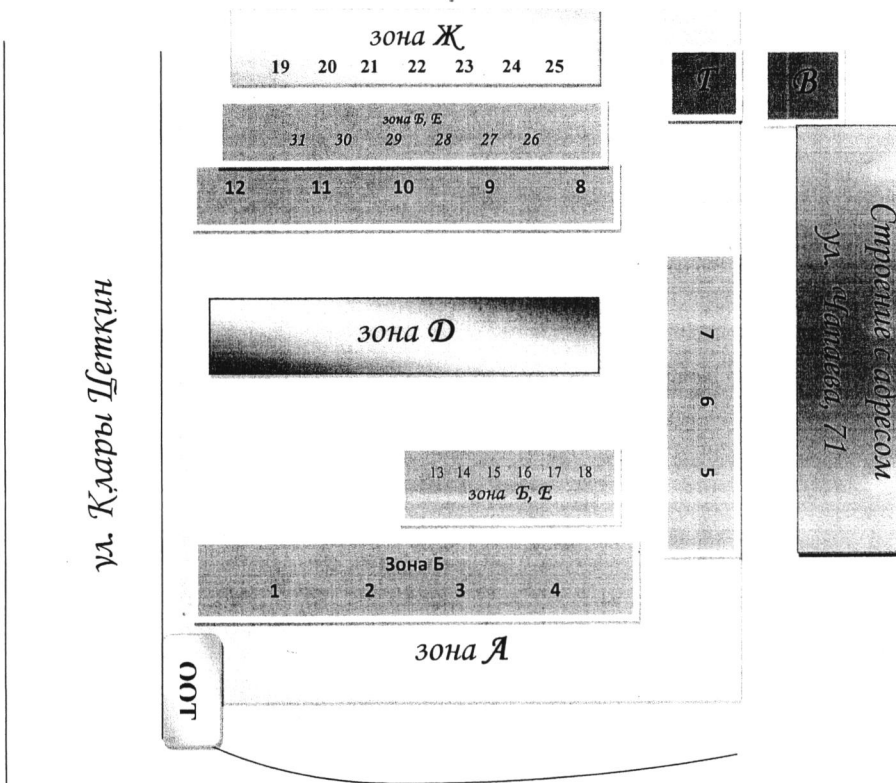 зона Ж
19 20 21 22 23 24 25
зона Б, Е
31 30 29 28 27 26
12 11 10 9 8
Т
В
Строение с адресом
ул. 71
ул. Клары Цеткин
зона D
7 6 5
13 14 15 16 17 18
зона Б, Е
Зона Б
1 2 3 4
зона А
ООТ